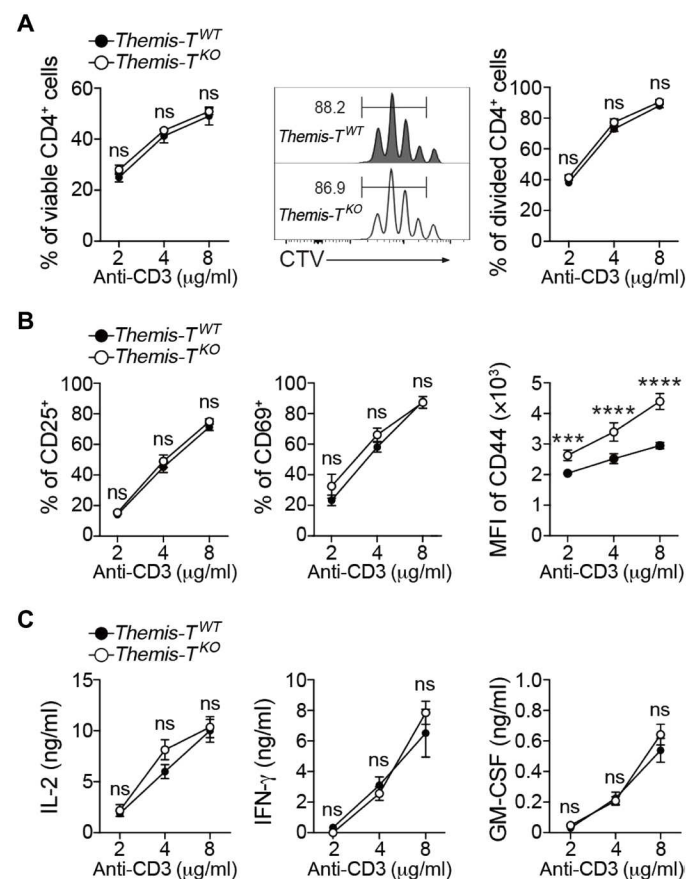 A
Themis-T^WT
Themis-T^KO
% of viable CD4⁺ cells
60
40
20
0
ns
ns
ns
2 4 8
Anti-CD3 (μg/ml)
88.2
Themis-T^WT
86.9
Themis-T^KO
CTV
% of divided CD4⁺ cells
100
80
60
40
20
0
ns
ns
ns
2 4 8
Anti-CD3 (μg/ml)
B
Themis-T^WT
Themis-T^KO
% of CD25⁺
100
80
60
40
20
0
ns
ns
ns
2 4 8
Anti-CD3 (μg/ml)
% of CD69⁺
100
80
60
40
20
0
ns
ns
ns
2 4 8
Anti-CD3 (μg/ml)
MFI of CD44 (×10³)
5
4
3
2
1
0
***
****
****
2 4 8
Anti-CD3 (μg/ml)
C
Themis-T^WT
Themis-T^KO
IL-2 (ng/ml)
15
10
5
0
ns
ns
ns
2 4 8
Anti-CD3 (μg/ml)
IFN-γ (ng/ml)
10
8
6
4
2
0
ns
ns
ns
2 4 8
Anti-CD3 (μg/ml)
GM-CSF (ng/ml)
1.0
0.8
0.6
0.4
0.2
0
ns
ns
ns
2 4 8
Anti-CD3 (μg/ml)